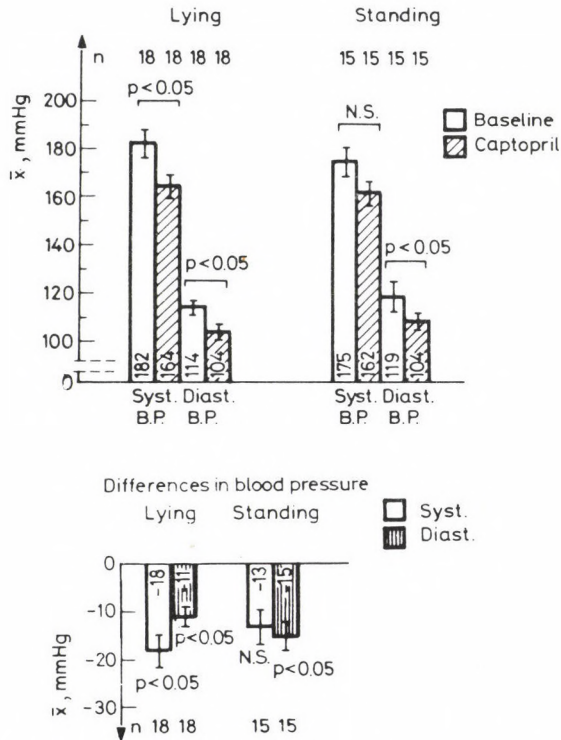 Lying Standing
n 18 18 18 18 15 15 15 15
p<0.05
N.S.
200
180
160
140
120
100
0
x̄, mmHg
Baseline
Captopril
p<0.05
p<0.05
182 164 114 104
175 162 119 104
Syst. Diast. Syst. Diast.
B.P. B.P. B.P. B.P.
Differences in blood pressure
Lying Standing
Syst.
Diast.
0
-10
-20
-30
x̄, mmHg
-18 -11 -13 -15
p<0.05
p<0.05
N.S.
p<0.05
n 18 18 15 15